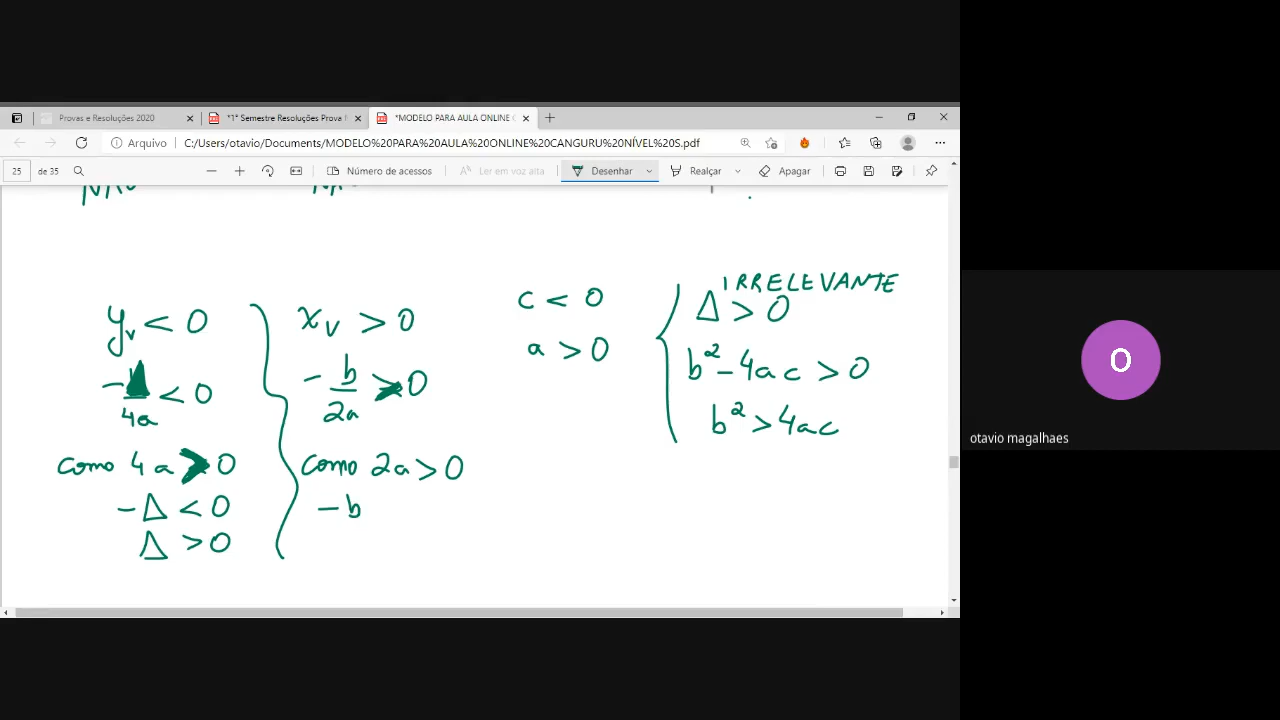 Provas e Resoluções 2020
*1º Semestre Resoluções Prova
*MODELO PARA AULA ONLINE
Arquivo
C:/Users/otavio/Documents/MODELO%20PARA%20AULA%20ONLINE%20CANGURU%20NÍVEL%20S.pdf
25 de 35
Número de acessos
Ler em voz alta
Desenhar
Realçar
Apagar
y_v < 0
-Δ/4a < 0
como 4a > 0
-Δ < 0
Δ > 0
x_v > 0
-b/2a > 0
como 2a > 0
-b
c < 0
a > 0
IRRELEVANTE
Δ > 0
b² - 4ac > 0
b² > 4ac
O
otavio magalhaes